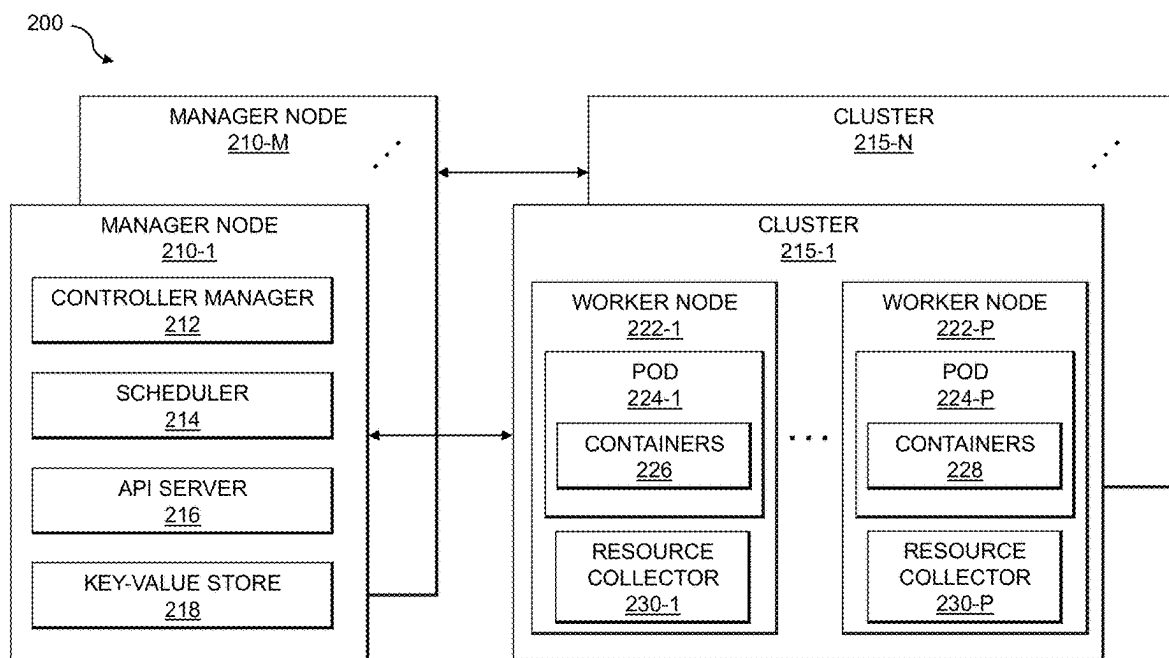 200
MANAGER NODE
210-M
CLUSTER
215-N
MANAGER NODE
210-1
CONTROLLER MANAGER
212
SCHEDULER
214
API SERVER
216
KEY-VALUE STORE
218
CLUSTER
215-1
WORKER NODE
222-1
POD
224-1
CONTAINERS
226
RESOURCE
COLLECTOR
230-1
WORKER NODE
222-P
POD
224-P
CONTAINERS
228
RESOURCE
COLLECTOR
230-P